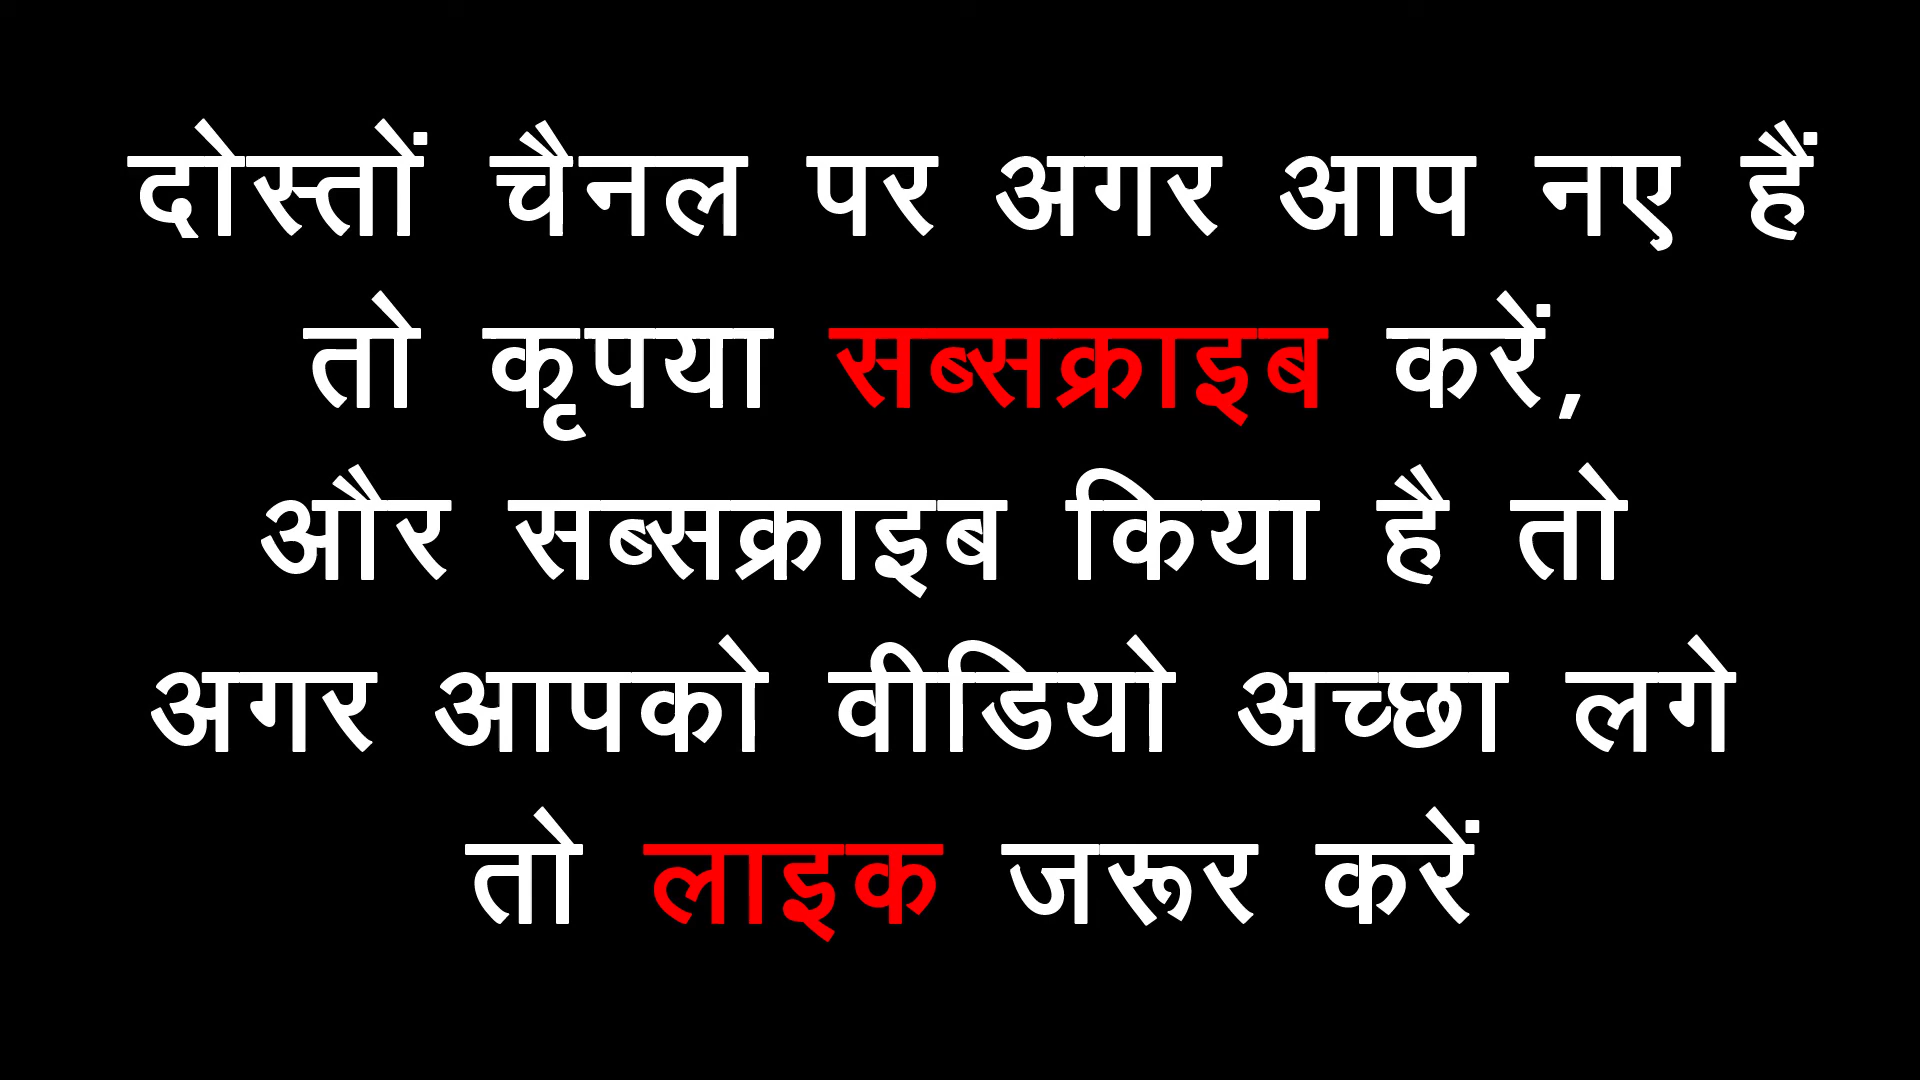 दोस्तों चैनल पर अगर आप नए हैं
तो कृपया सब्सक्राइब करें,
और सब्सक्राइब किया है तो
अगर आपको वीडियो अच्छा लगे
तो लाइक जरूर करें